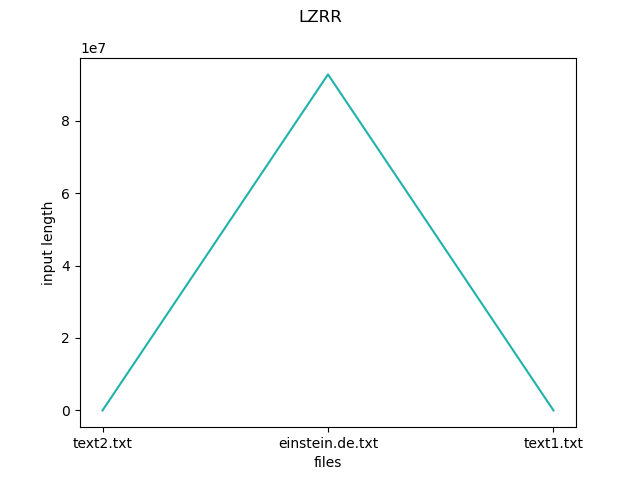 LZRR
1e7
8
6
4
2
0
input length
text2.txt
einstein.de.txt
text1.txt
files